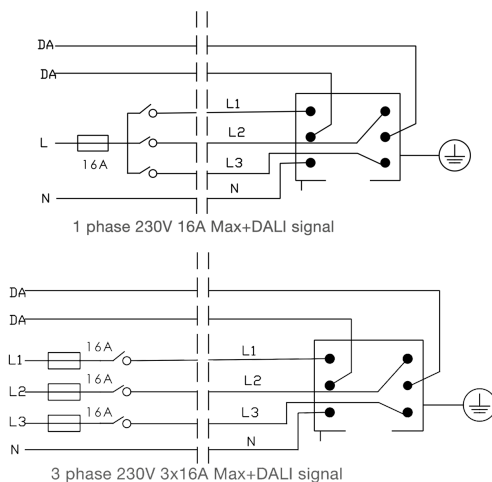 DA
DA
L1
L2
L
16A
L3
N
N
1 phase 230V 16A Max+DALI signal
DA
DA
16A
L1
L1
16A
L2
L2
16A
L3
L3
N
N
3 phase 230V 3x16A Max+DALI signal